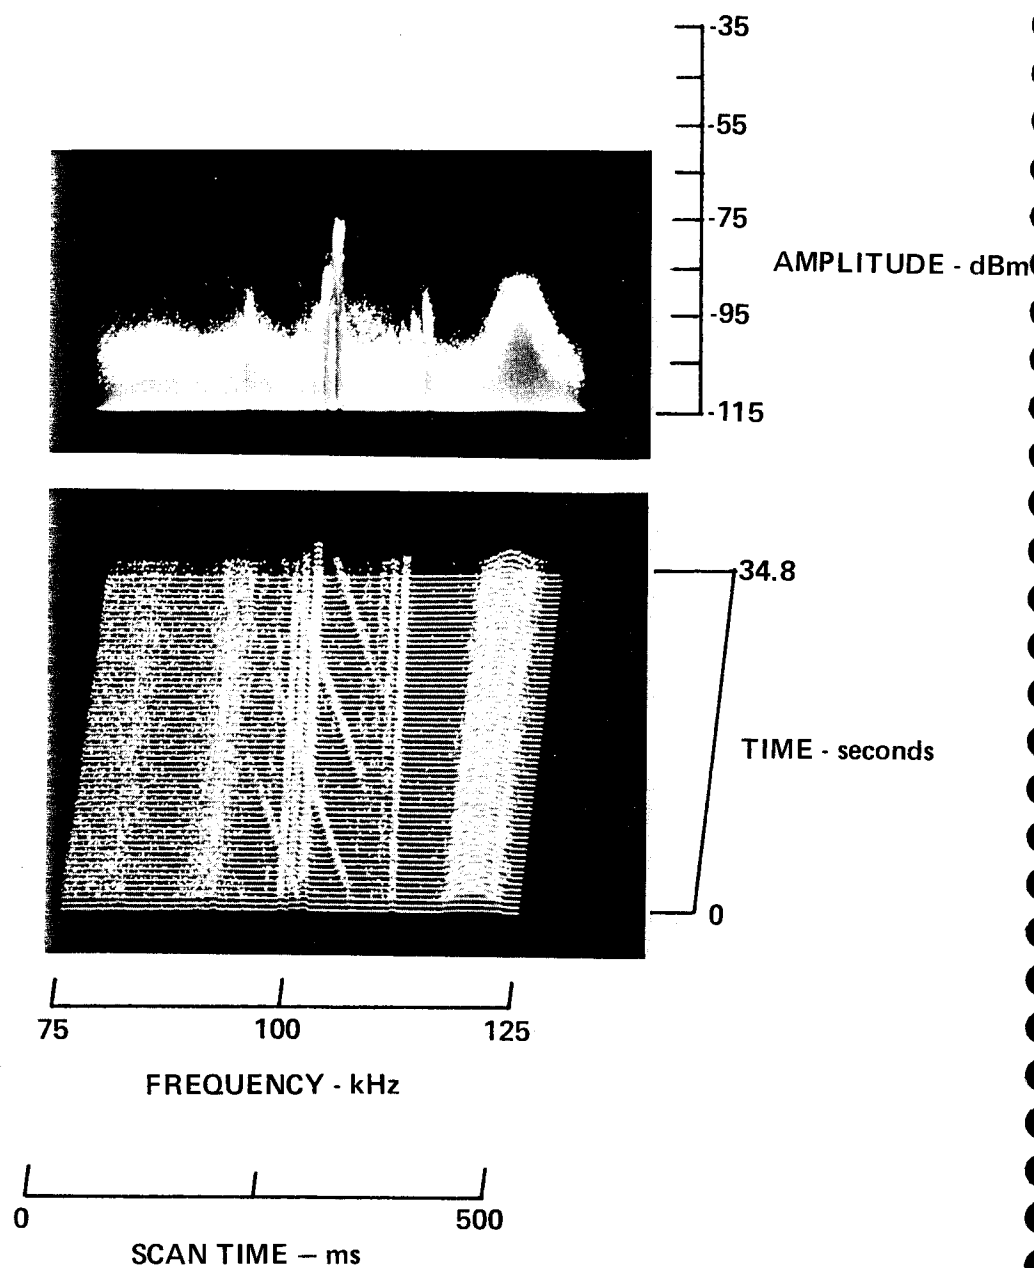 -35
-55
-75
AMPLITUDE - dBm
-95
-115
34.8
TIME - seconds
0
75 100 125
FREQUENCY - kHz
0 500
SCAN TIME – ms